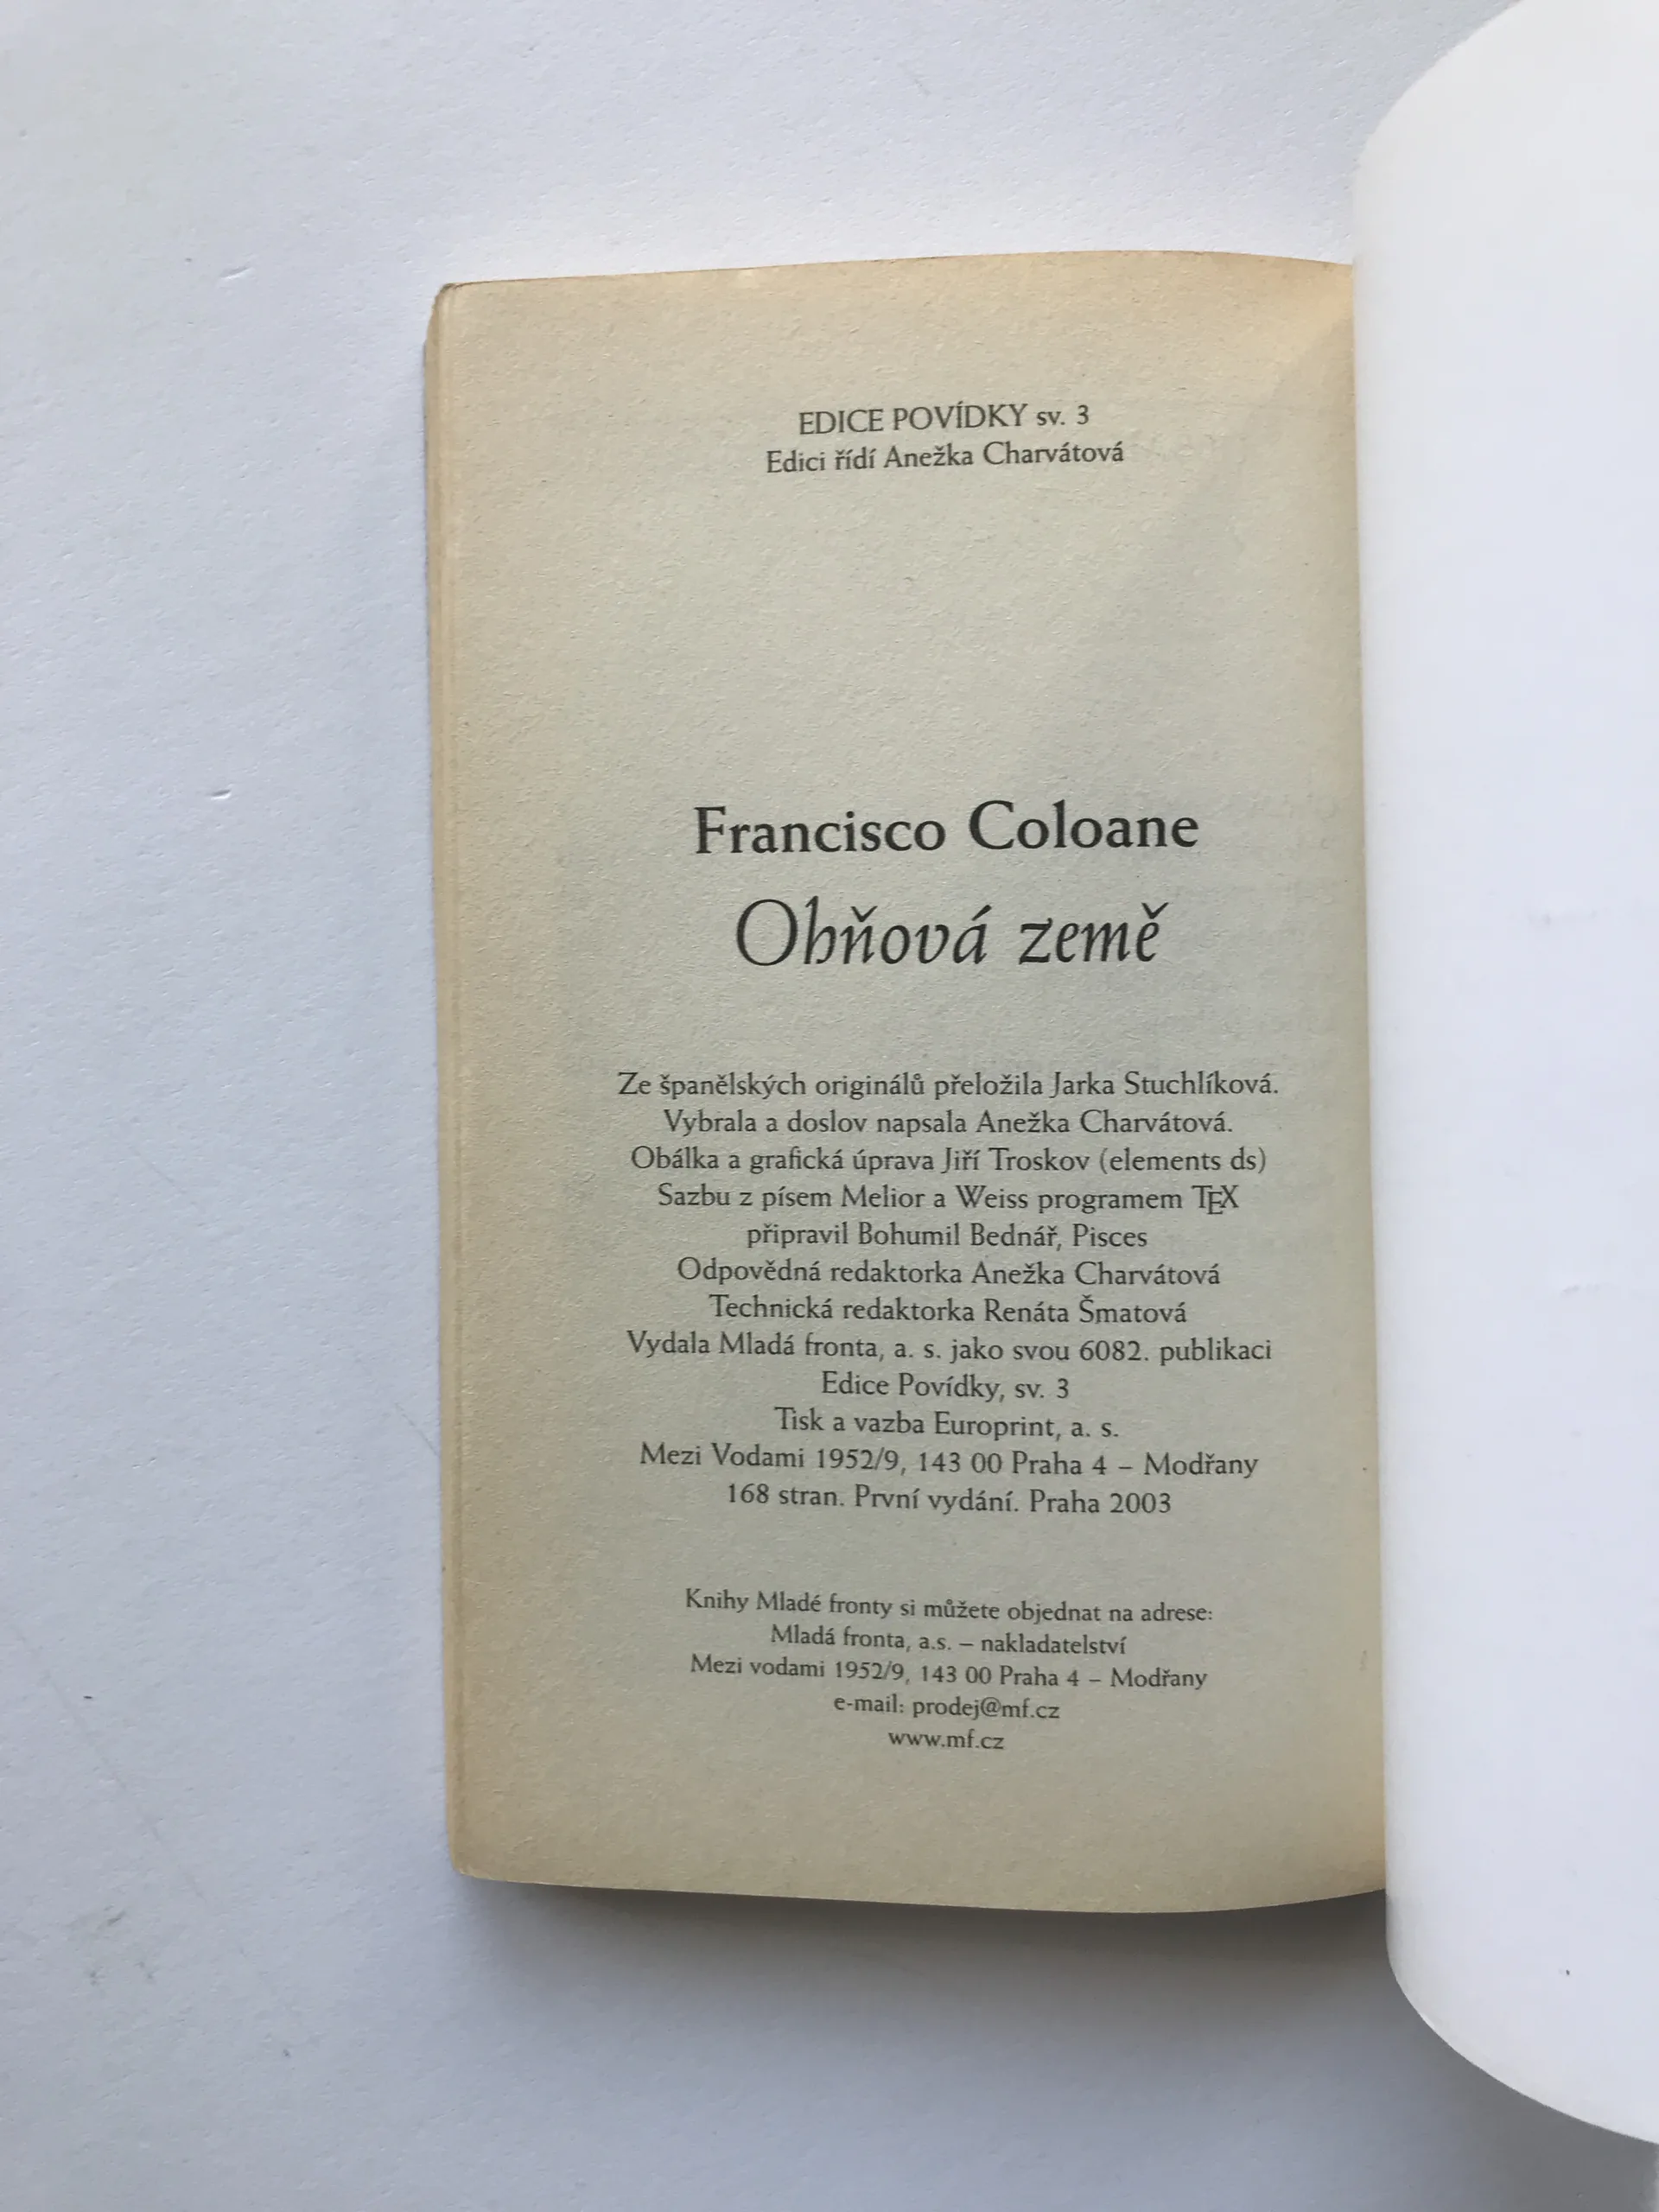 EDICE POVÍDKY sv. 3
Edici řídí Anežka Charvátová
Francisco Coloane
Ohňová země
Ze španělských originálů přeložila Jarka Stuchlíková.
Vybrala a doslov napsala Anežka Charvátová.
Obálka a grafická úprava Jiří Troskov (elements ds)
Sazbu z písem Melior a Weiss programem TEX
připravil Bohumil Bednář, Pisces
Odpovědná redaktorka Anežka Charvátová
Technická redaktorka Renáta Šmatová
Vydala Mladá fronta, a. s. jako svou 6082. publikaci
Edice Povídky, sv. 3
Tisk a vazba Europrint, a. s.
Mezi Vodami 1952/9, 143 00 Praha 4 – Modřany
168 stran. První vydání. Praha 2003
Knihy Mladé fronty si můžete objednat na adrese:
Mladá fronta, a.s. – nakladatelství
Mezi vodami 1952/9, 143 00 Praha 4 – Modřany
e-mail: prodej@mf.cz
www.mf.cz